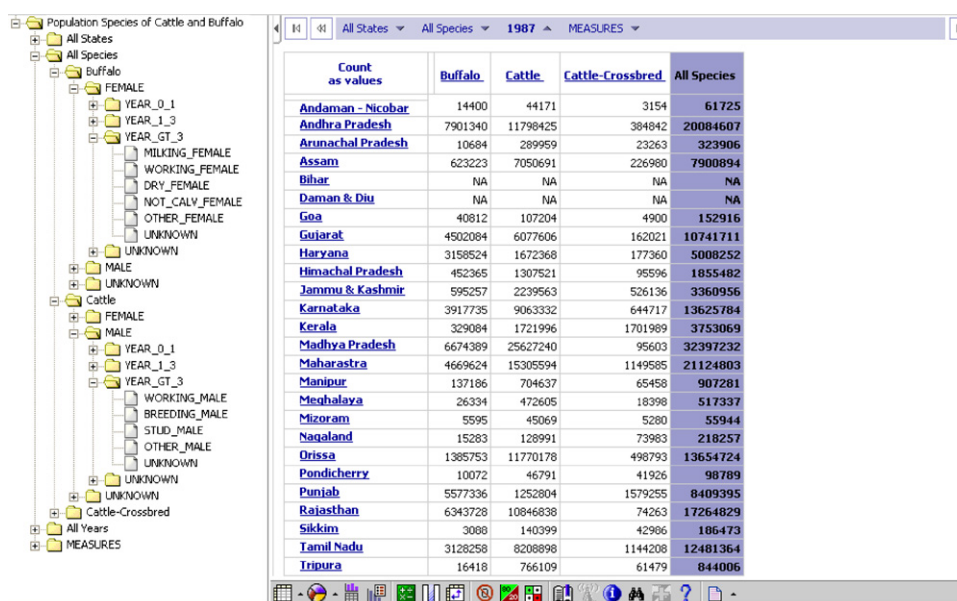 Population Species of Cattle and Buffalo
All States
All Species
Buffalo
FEMALE
YEAR_0_1
YEAR_1_3
YEAR_GT_3
MILKING_FEMALE
WORKING_FEMALE
DRY_FEMALE
NOT_CALV_FEMALE
OTHER_FEMALE
UNKNOWN
UNKNOWN
MALE
UNKNOWN
Cattle
FEMALE
MALE
YEAR_0_1
YEAR_1_3
YEAR_GT_3
WORKING_MALE
BREEDING_MALE
STUD_MALE
OTHER_MALE
UNKNOWN
UNKNOWN
UNKNOWN
Cattle-Crossbred
All Years
MEASURES
All States All Species 1987 MEASURES
Count as values Buffalo Cattle Cattle-Crossbred All Species
Andaman - Nicobar 14400 44171 3154 61725
Andhra Pradesh 7901340 11798425 384842 20084607
Arunachal Pradesh 10684 289959 23263 323906
Assam 623223 7050691 226980 7900894
Bihar NA NA NA NA
Daman & Diu NA NA NA NA
Goa 40812 107204 4900 152916
Gujarat 4502084 6077606 162021 10741711
Haryana 3158524 1672368 177360 5008252
Himachal Pradesh 452365 1307521 95596 1855482
Jammu & Kashmir 595257 2239563 526136 3360956
Karnataka 3917735 9063332 644717 13625784
Kerala 329084 1721996 1701989 3753069
Madhya Pradesh 6674389 25627240 95603 32397232
Maharastra 4669624 15305594 1149585 21124803
Manipur 137186 704637 65458 907281
Meghalaya 26334 472605 18398 517337
Mizoram 5595 45069 5280 55944
Nagaland 15283 128991 73983 218257
Orissa 1385753 11770178 498793 13654724
Pondicherry 10072 46791 41926 98789
Punjab 5577336 1252804 1579255 8409395
Rajasthan 6343728 10846838 74263 17264829
Sikkim 3088 140399 42986 186473
Tamil Nadu 3128258 8208898 1144208 12481364
Tripura 16418 766109 61479 844006